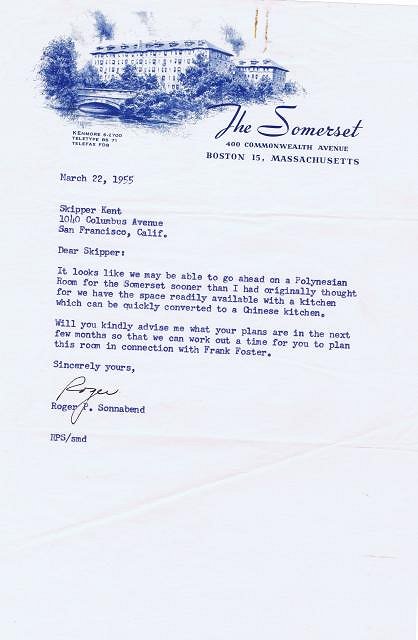 The Somerset
400 COMMONWEALTH AVENUE
BOSTON 15, MASSACHUSETTS
KENMORE 6-2700
TELETYPE BS 71
TELEFAX FDB
March 22, 1955
Skipper Kent
1040 Columbus Avenue
San Francisco, Calif.
Dear Skipper:
It looks like we may be able to go ahead on a Polynesian
Room for the Somerset sooner than I had originally thought
for we have the space readily available with a kitchen
which can be quickly converted to a Chinese kitchen.
Will you kindly advise me what your plans are in the next
few months so that we can work out a time for you to plan
this room in connection with Frank Foster.
Sincerely yours,
Roger
Roger P. Sonnabend
RPS/smd